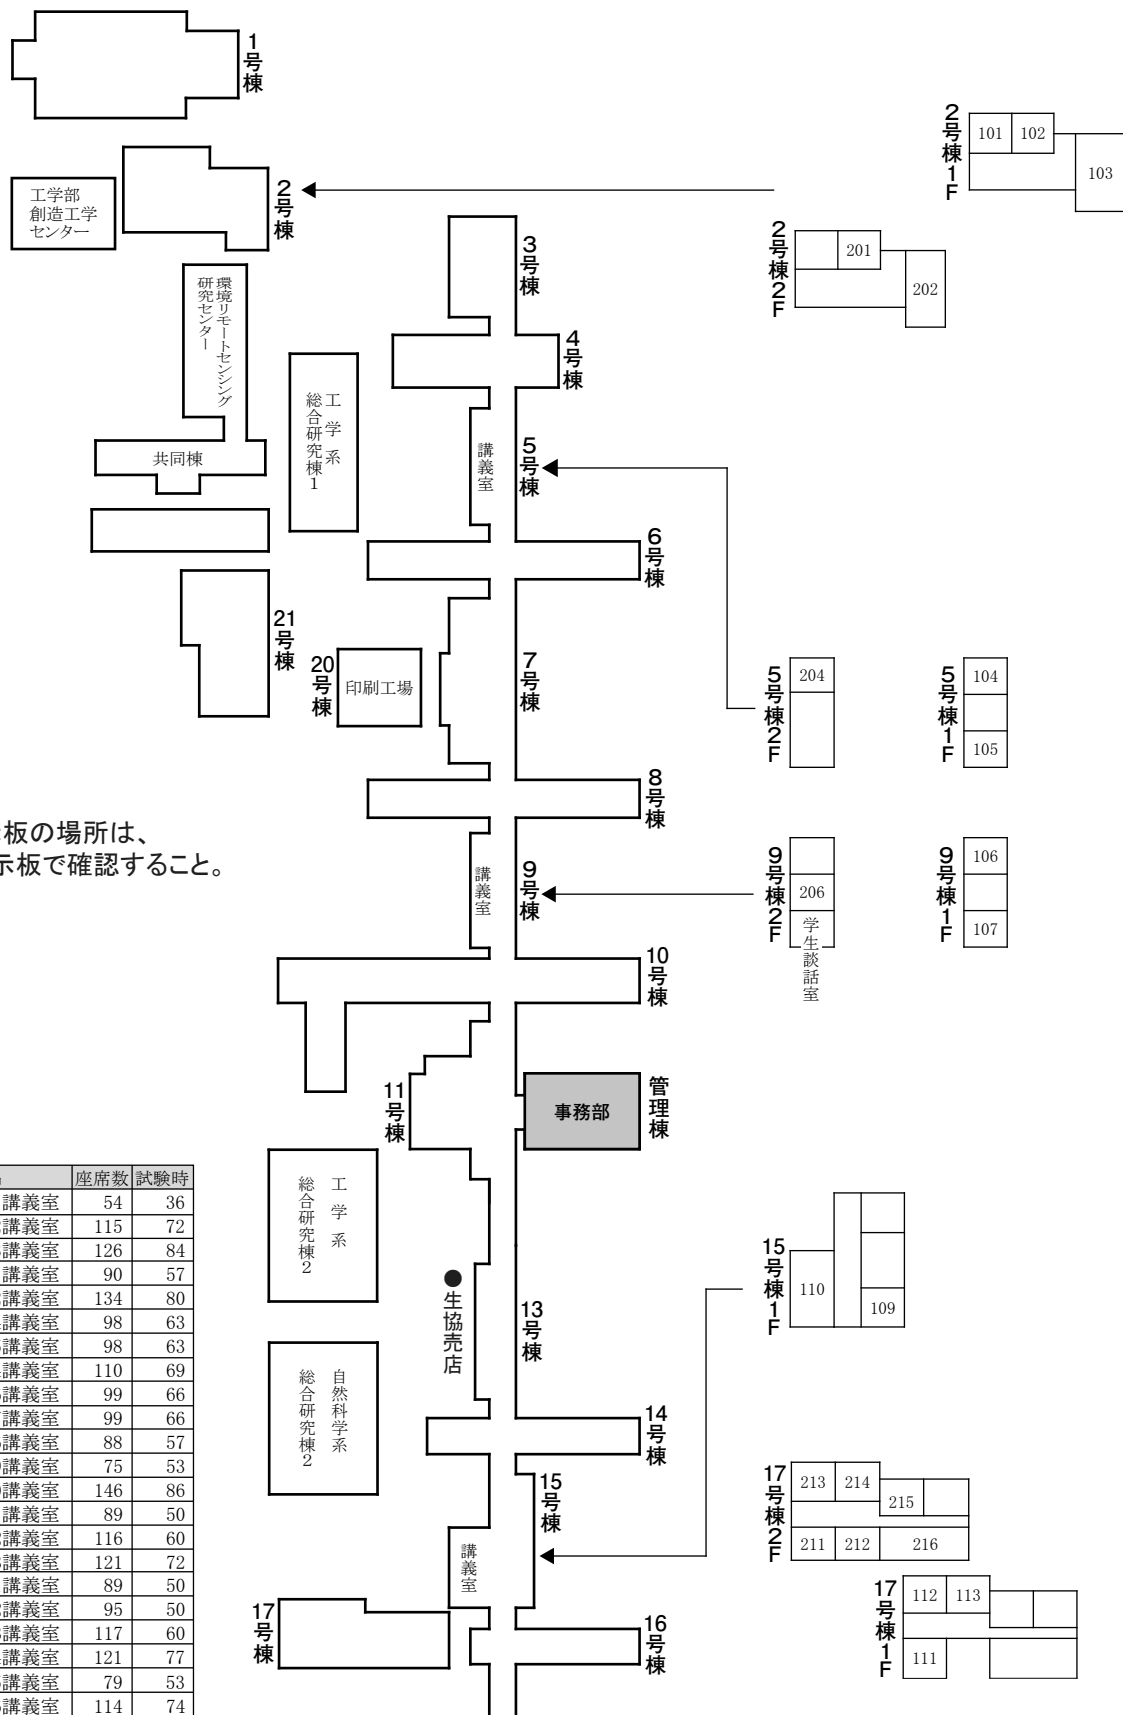 1号棟
2号棟1F
101 102
103
工学部
創造工学
センター
2号棟
2号棟2F
201
202
3号棟
環境リモートセンシング
研究センター
4号棟
工学系
総合研究棟1
講義室
5号棟
共同棟
6号棟
21号棟
20号棟
印刷工場
7号棟
5号棟2F
204
5号棟1F
104
105
8号棟
板の場所は、
示板で確認すること。
講義室
9号棟
9号棟2F
206
学生談話室
9号棟1F
106
107
10号棟
11号棟
事務部
管理棟
工学系
総合研究棟2
●生協売店
13号棟
15号棟1F
110
109
自然科学系
総合研究棟2
14号棟
15号棟
講義室
17号棟2F
213 214
215
211 212 216
17号棟
16号棟
17号棟1F
112 113
111
座席数 試験時
講義室 54 36
講義室 115 72
講義室 126 84
講義室 90 57
講義室 134 80
講義室 98 63
講義室 98 63
講義室 110 69
講義室 99 66
講義室 99 66
講義室 88 57
講義室 75 53
講義室 146 86
講義室 89 50
講義室 116 60
講義室 121 72
講義室 89 50
講義室 95 50
講義室 117 60
講義室 121 77
講義室 79 53
講義室 114 74